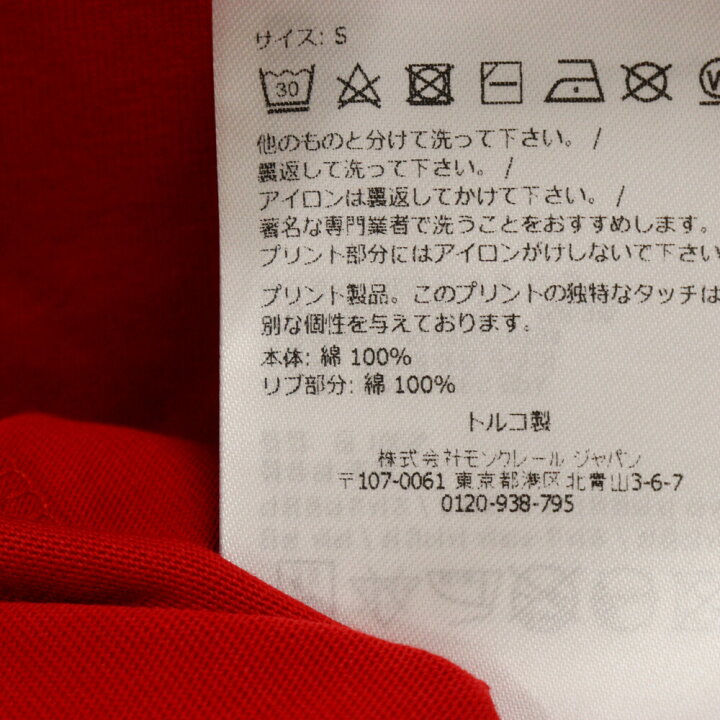 サイズ: S
30
W
他のものと分けて洗って下さい。 /
裏返して洗って下さい。 /
アイロンは裏返してかけて下さい。 /
著名な専門業者で洗うことをおすすめします。
プリント部分にはアイロンがけしないで下さい
プリント製品。このプリントの独特なタッチは
別な個性を与えております。
本体: 綿 100%
リブ部分: 綿 100%
トルコ製
株式会社モンクレール ジャパン
〒107-0061 東京都港区北青山3-6-7
0120-938-795